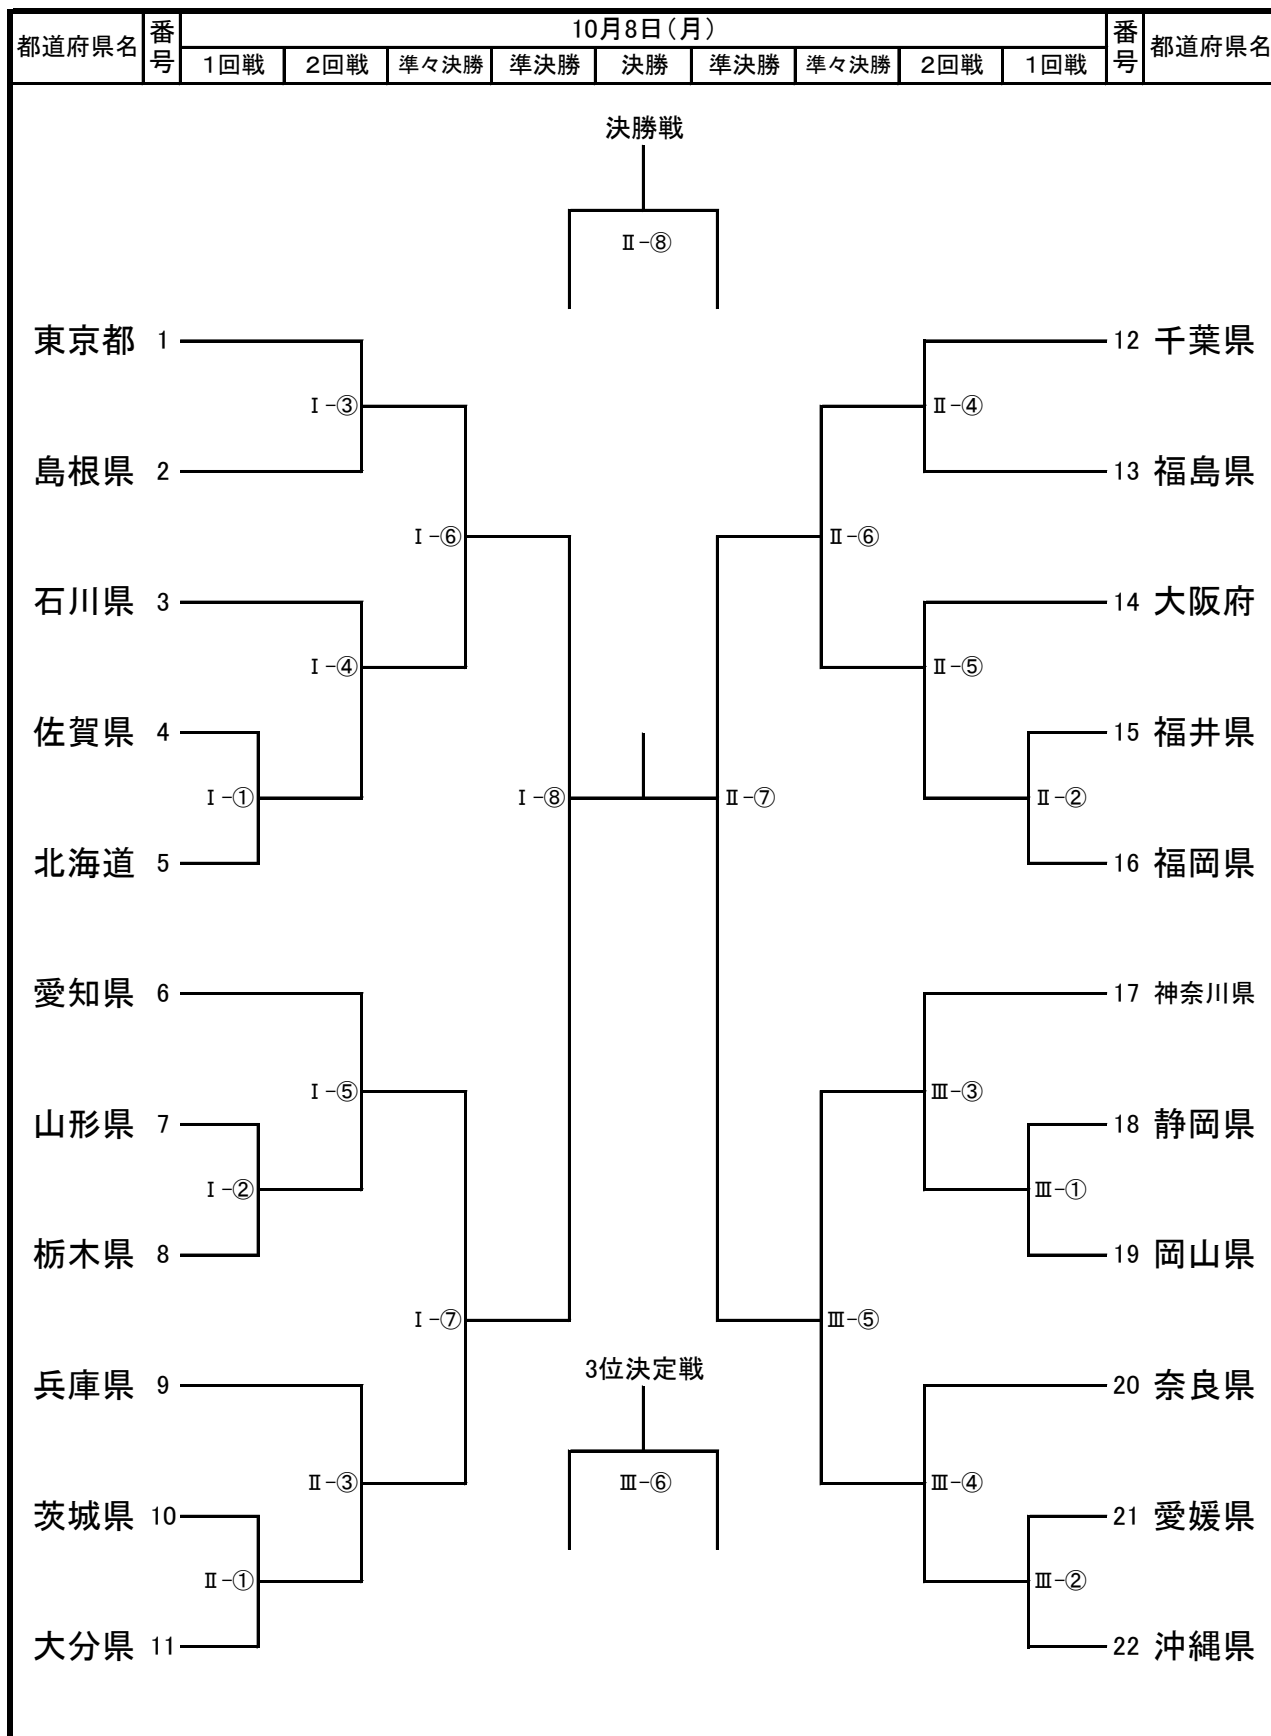 都道府県名 番号 10月8日(月) 番号 都道府県名
1回戦 2回戦 準々決勝 準決勝 決勝 準決勝 準々決勝 2回戦 1回戦
決勝戦
Ⅱ-⑧
東京都 1 12 千葉県
Ⅰ-③ Ⅱ-④
島根県 2 13 福島県
Ⅰ-⑥ Ⅱ-⑥
石川県 3 14 大阪府
Ⅰ-④ Ⅱ-⑤
佐賀県 4 15 福井県
Ⅰ-① Ⅰ-⑧ Ⅱ-⑦ Ⅱ-②
北海道 5 16 福岡県
愛知県 6 17 神奈川県
Ⅰ-⑤ Ⅲ-③
山形県 7 18 静岡県
Ⅰ-② Ⅲ-①
栃木県 8 19 岡山県
Ⅰ-⑦ Ⅲ-⑤
3位決定戦
兵庫県 9 20 奈良県
Ⅱ-③ Ⅲ-⑥ Ⅲ-④
茨城県 10 21 愛媛県
Ⅱ-① Ⅲ-②
大分県 11 22 沖縄県